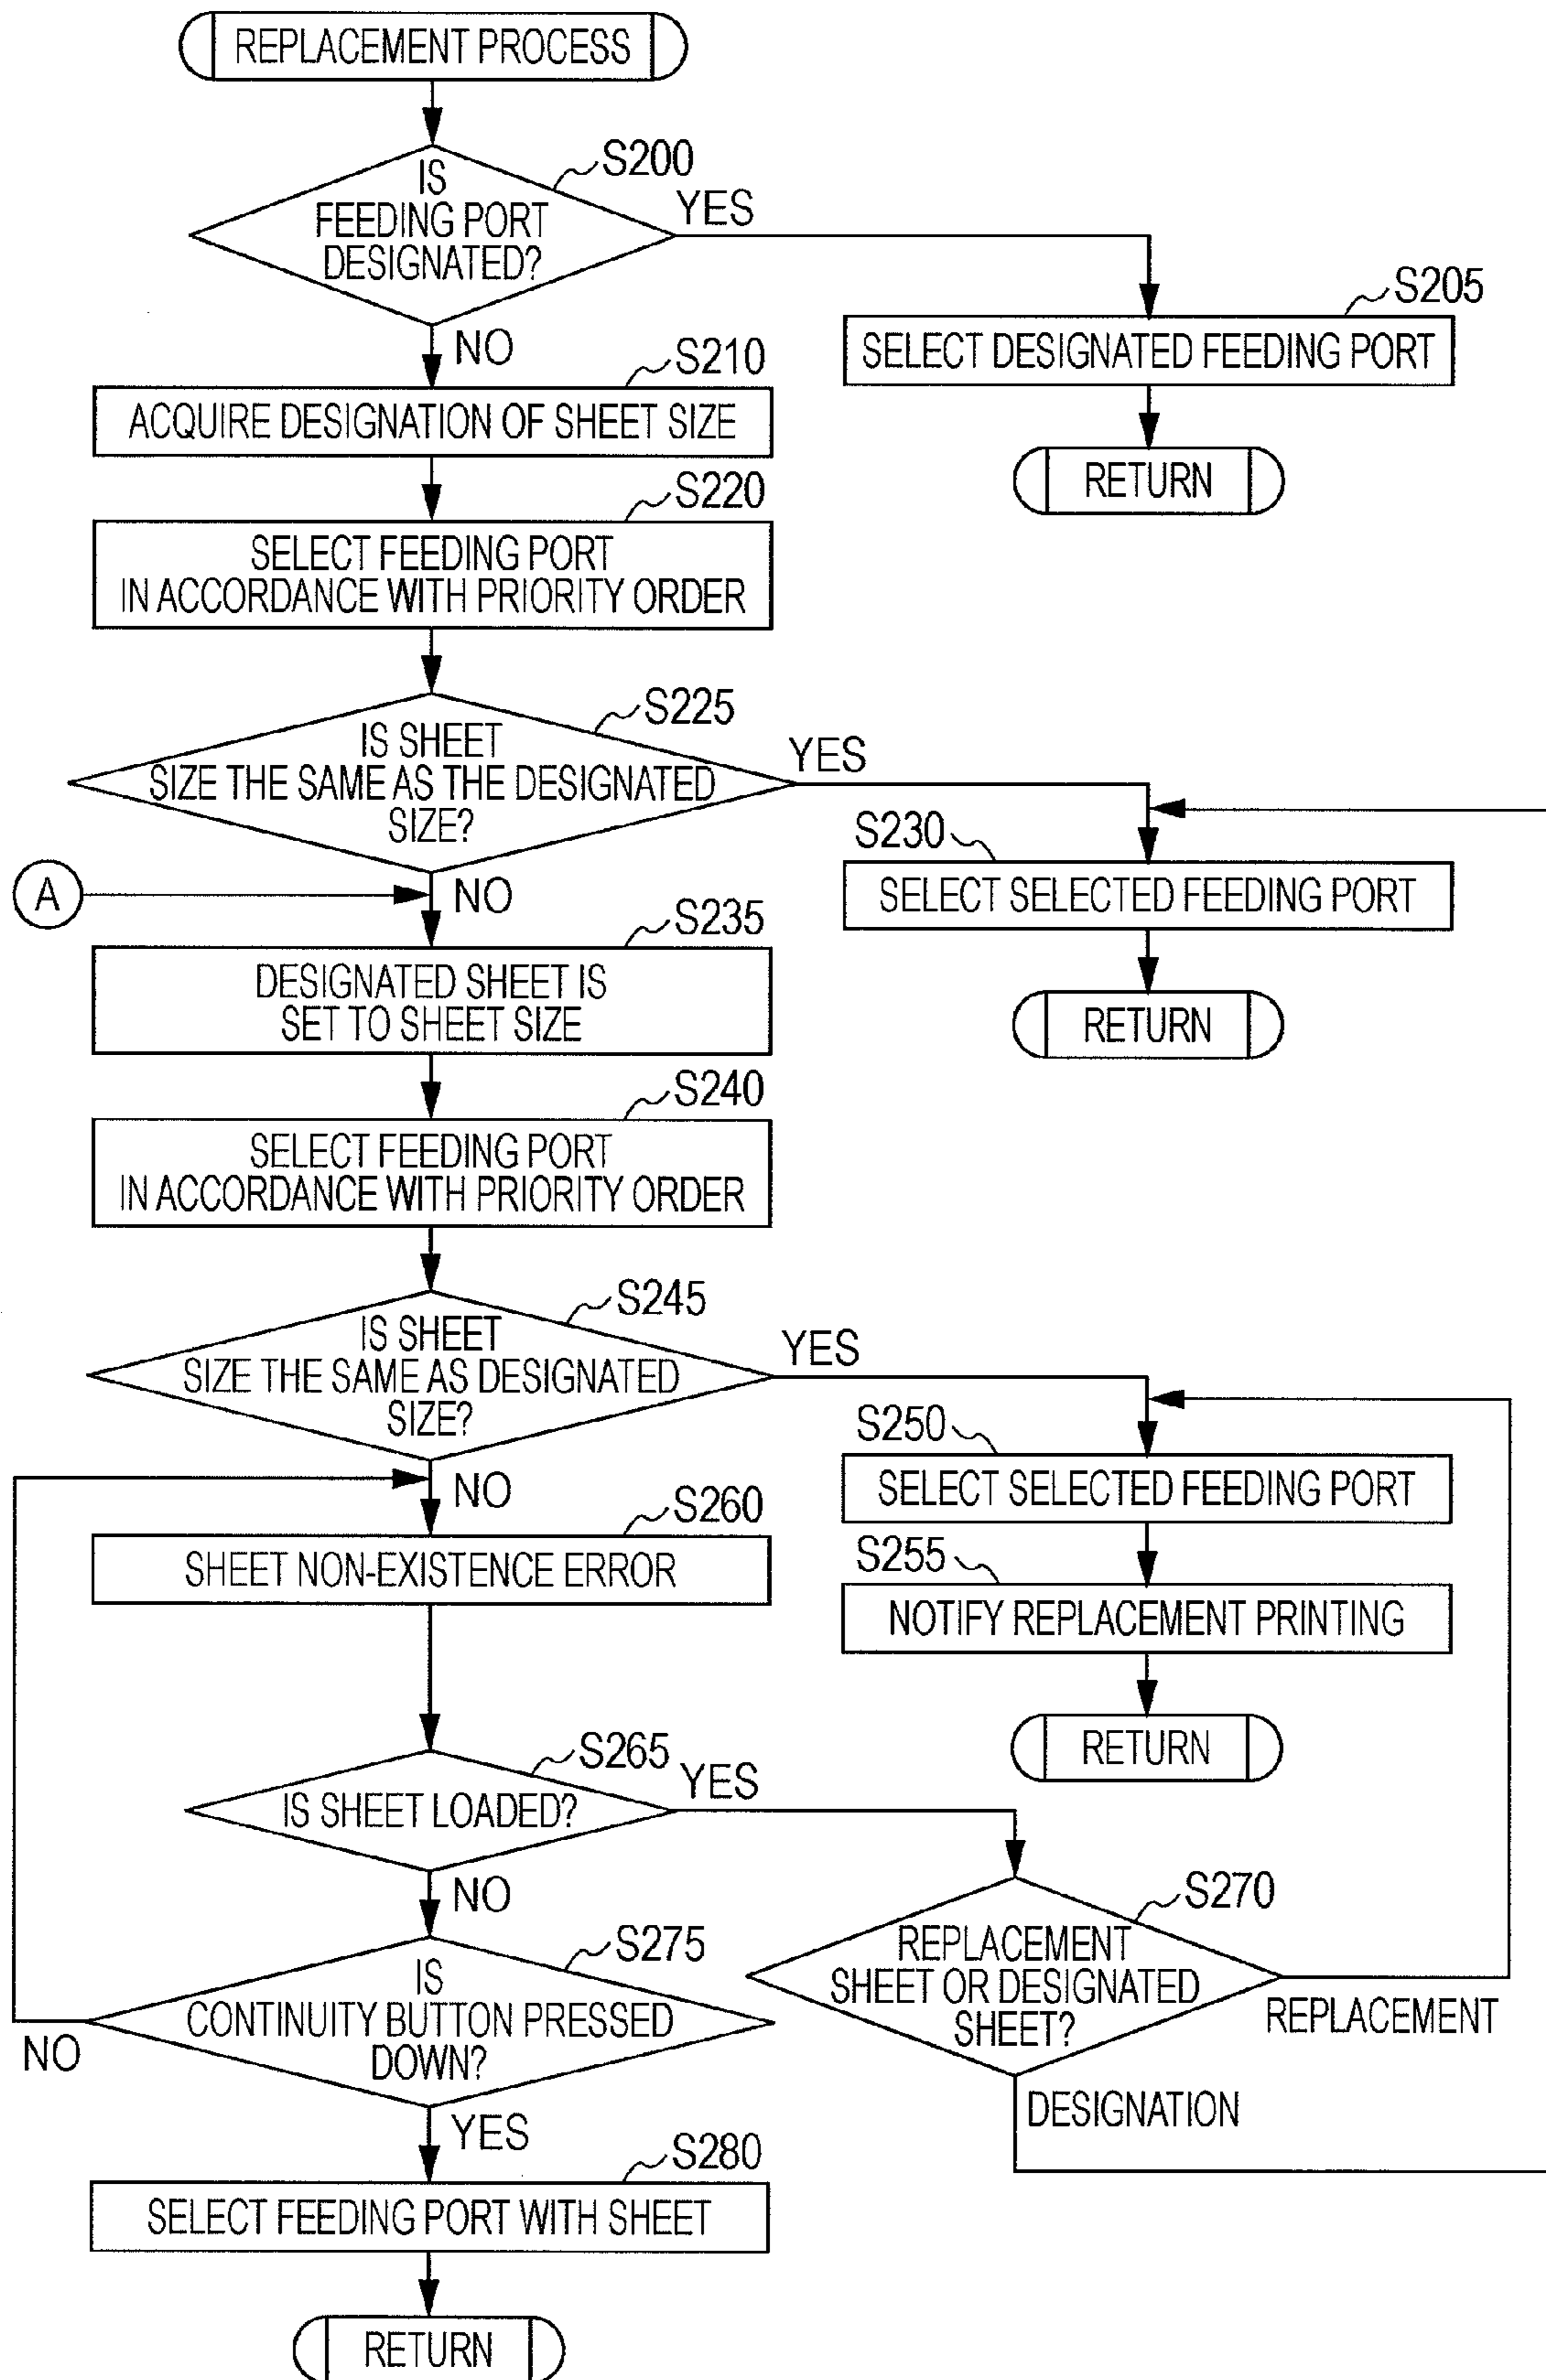 REPLACEMENT PROCESS
S200
IS
FEEDING PORT
DESIGNATED?
YES
NO
S205
SELECT DESIGNATED FEEDING PORT
RETURN
S210
ACQUIRE DESIGNATION OF SHEET SIZE
S220
SELECT FEEDING PORT
IN ACCORDANCE WITH PRIORITY ORDER
S225
IS SHEET
SIZE THE SAME AS THE DESIGNATED
SIZE?
YES
S230
SELECT SELECTED FEEDING PORT
RETURN
A
NO
S235
DESIGNATED SHEET IS
SET TO SHEET SIZE
S240
SELECT FEEDING PORT
IN ACCORDANCE WITH PRIORITY ORDER
S245
IS SHEET
SIZE THE SAME AS DESIGNATED
SIZE?
YES
S250
SELECT SELECTED FEEDING PORT
S255
NOTIFY REPLACEMENT PRINTING
RETURN
NO
S260
SHEET NON-EXISTENCE ERROR
S265
IS SHEET LOADED?
YES
NO
S270
REPLACEMENT
SHEET OR DESIGNATED
SHEET?
REPLACEMENT
DESIGNATION
S275
IS
CONTINUITY BUTTON PRESSED
DOWN?
NO
YES
S280
SELECT FEEDING PORT WITH SHEET
RETURN